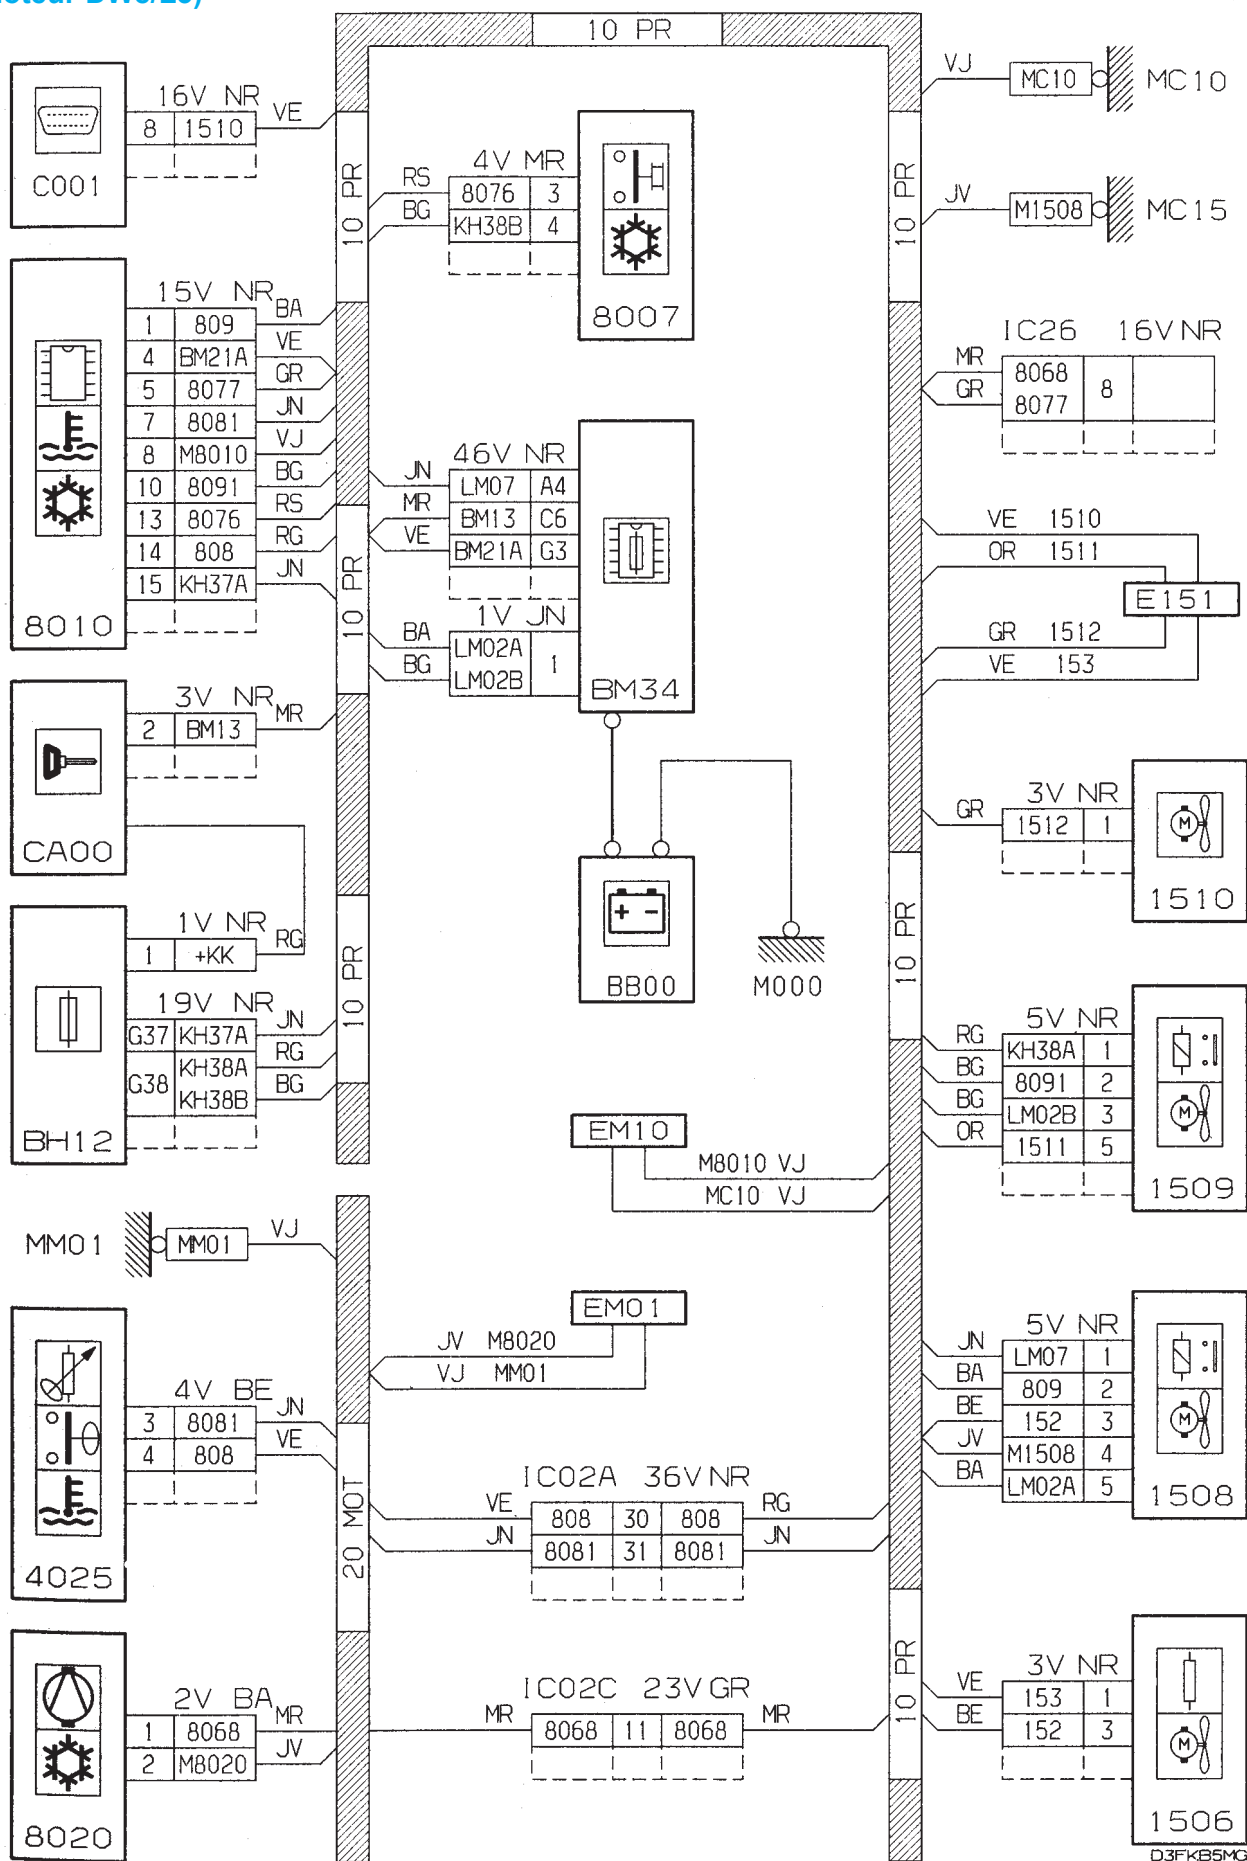 10 PR
16V NR
8 1510 VE
C001
10 PR
4V MR
RS 8076 3
BG KH38B 4
8007
10 PR
VJ MC10 MC10
JV M1508 MC15
15V NR
1 809 BA
4 BM21A VE
5 8077 GR
7 8081 JN
8 M8010 VJ
10 8091 BG
13 8076 RS
14 808 RG
15 KH37A JN
8010
10 PR
46V NR
JN LM07 A4
MR BM13 C6
VE BM21A G3
1V JN
BA LM02A
BG LM02B 1
BM34
IC26 16V NR
MR 8068
GR 8077 8
VE 1510
OR 1511
E151
GR 1512
VE 153
3V NR
2 BM13 MR
CA00
1V NR
1 +KK RG
19V NR
G37 KH37A JN
G38 KH38A RG
KH38B BG
BH12
10 PR
BB00
M000
3V NR
GR 1512 1
1510
10 PR
5V NR
RG KH38A 1
BG 8091 2
BG LM02B 3
OR 1511 5
1509
EM10
M8010 VJ
MC10 VJ
MM01 MM01 VJ
EM01
JV M8020
VJ MM01
4V BE
3 8081 JN
4 808 VE
4025
20 MOT
5V NR
JN LM07 1
BA 809 2
BE 152 3
JV M1508 4
BA LM02A 5
1508
IC02A 36V NR
VE 808 30 808 RG
JN 8081 31 8081 JN
2V BA
1 8068 MR
2 M8020 JV
8020
IC02C 23V GR
MR 8068 11 8068 MR
10 PR
3V NR
VE 153 1
BE 152 3
1506
D3FKB5MG